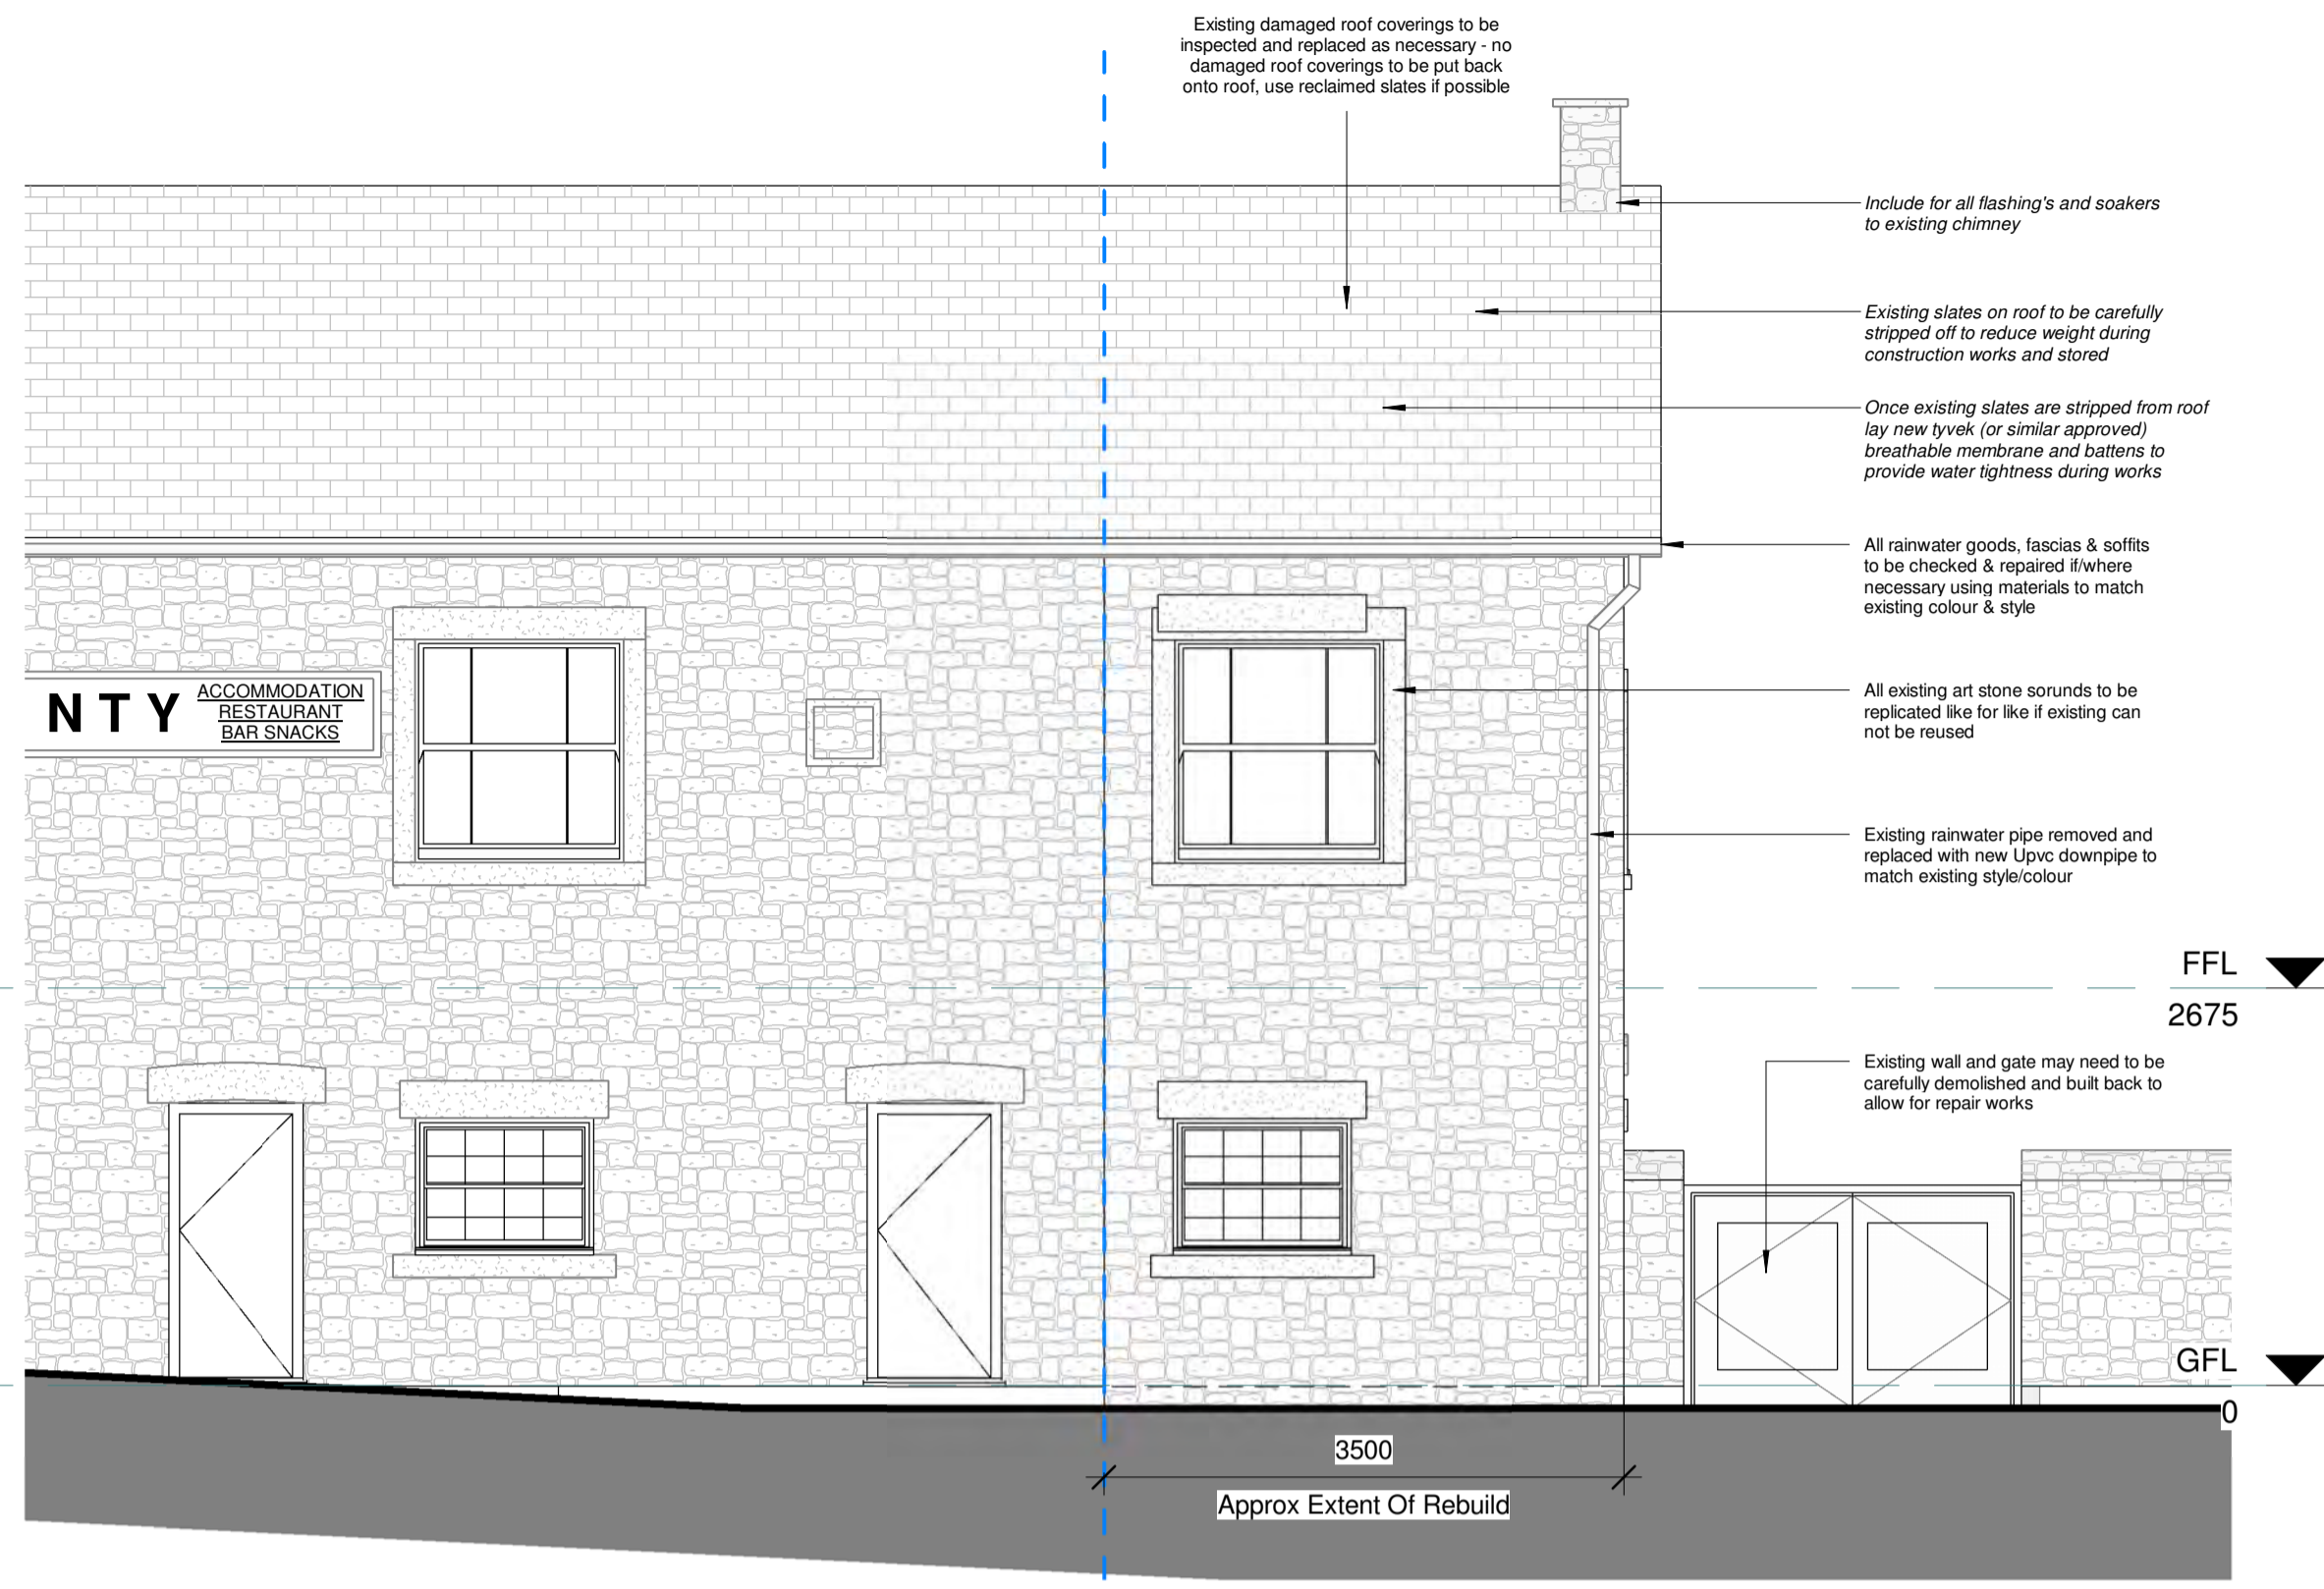 Existing damaged roof coverings to be
inspected and replaced as necessary - no
damaged roof coverings to be put back
onto roof, use reclaimed slates if possible
Include for all flashing's and soakers
to existing chimney
Existing slates on roof to be carefully
stripped off to reduce weight during
construction works and stored
Once existing slates are stripped from roof
lay new tyvek (or similar approved)
breathable membrane and battens to
provide water tightness during works
All rainwater goods, fascias & soffits
to be checked & repaired if/where
necessary using materials to match
existing colour & style
NTY
ACCOMMODATION
RESTAURANT
BAR SNACKS
All existing art stone sorunds to be
replicated like for like if existing can
not be reused
Existing rainwater pipe removed and
replaced with new Upvc downpipe to
match existing style/colour
FFL
2675
Existing wall and gate may need to be
carefully demolished and built back to
allow for repair works
GFL
0
3500
Approx Extent Of Rebuild